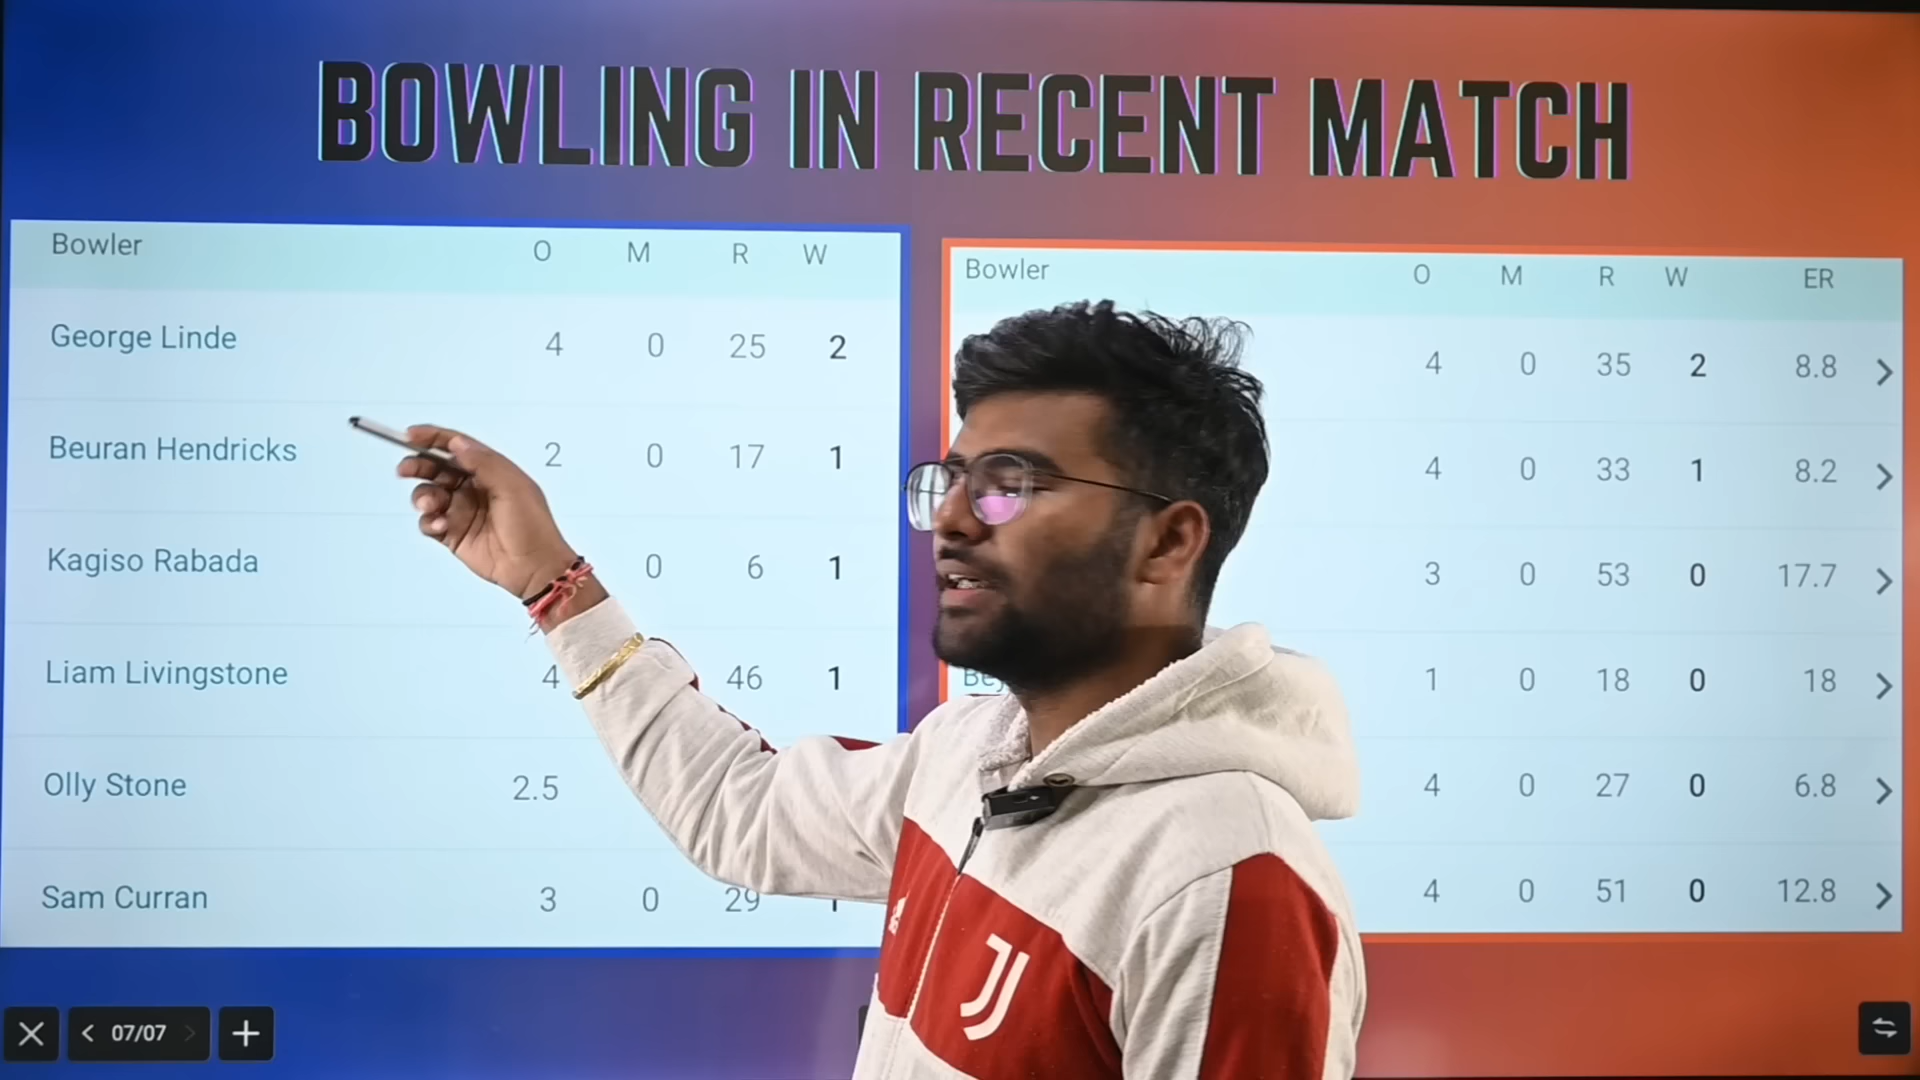 BOWLING IN RECENT MATCH
Bowler O M R W
George Linde 4 0 25 2
Beuran Hendricks 2 0 17 1
Kagiso Rabada 0 6 1
Liam Livingstone 4 46 1
Olly Stone 2.5
Sam Curran 3 0 29
Bowler O M R W ER
4 0 35 2 8.8
4 0 33 1 8.2
3 0 53 0 17.7
1 0 18 0 18
4 0 27 0 6.8
4 0 51 0 12.8
07/07